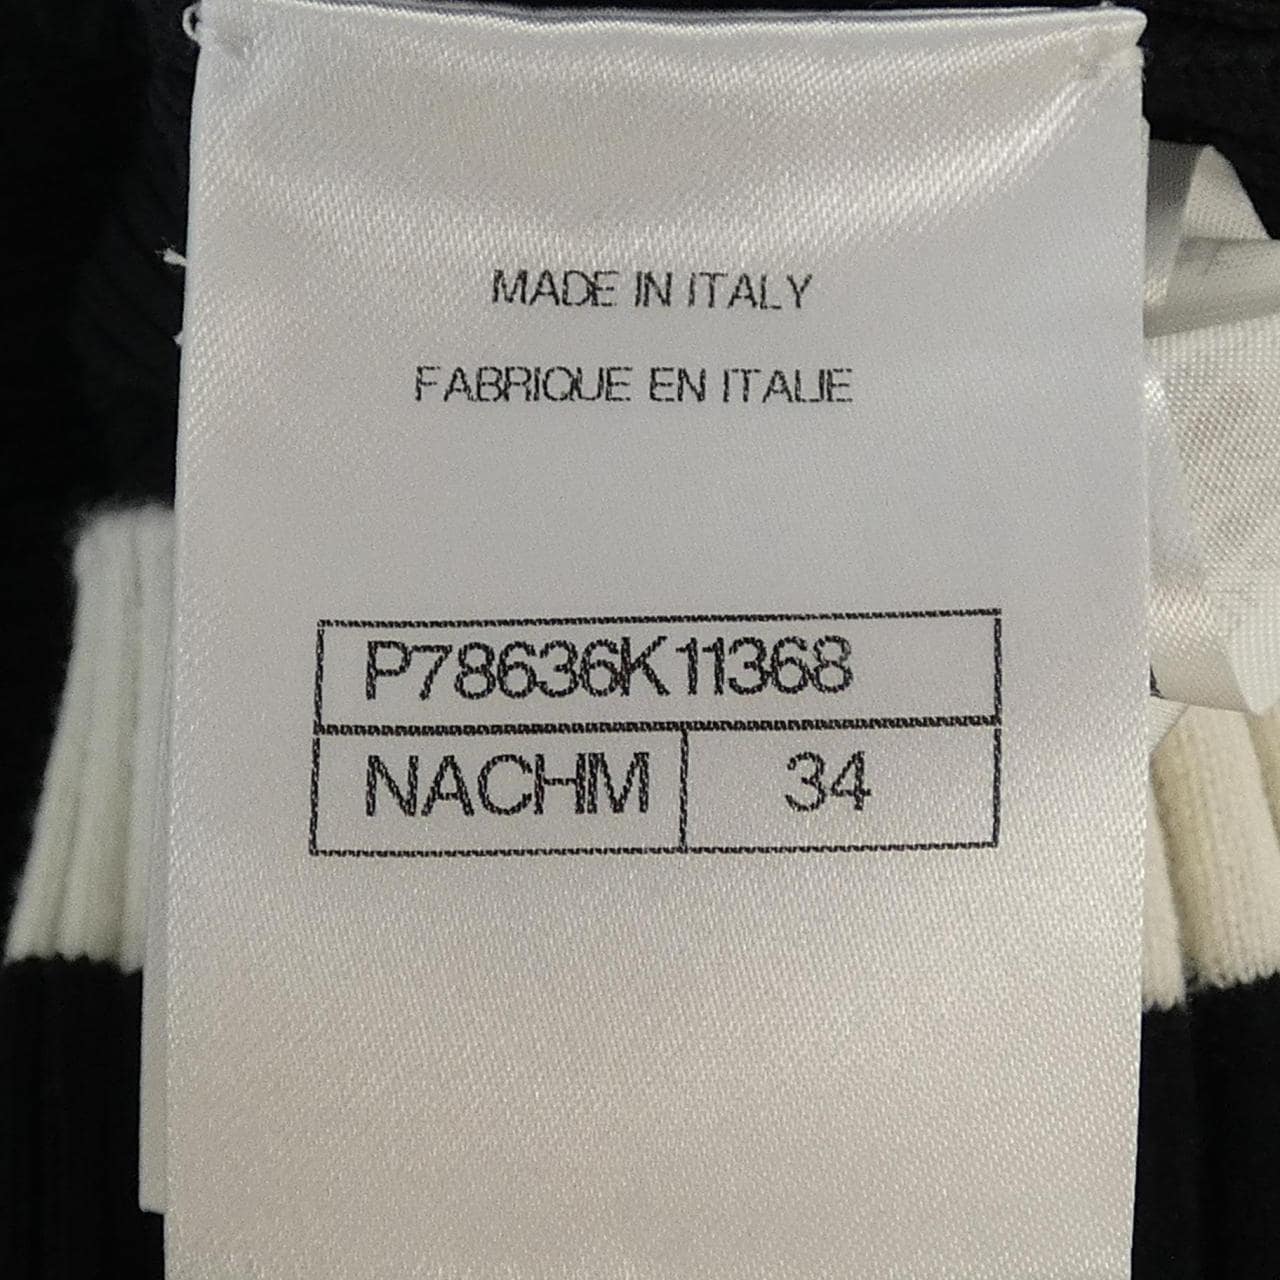 MADE IN ITALY
FABRIQUE EN ITALIE
P78636K11368
NACHM 34